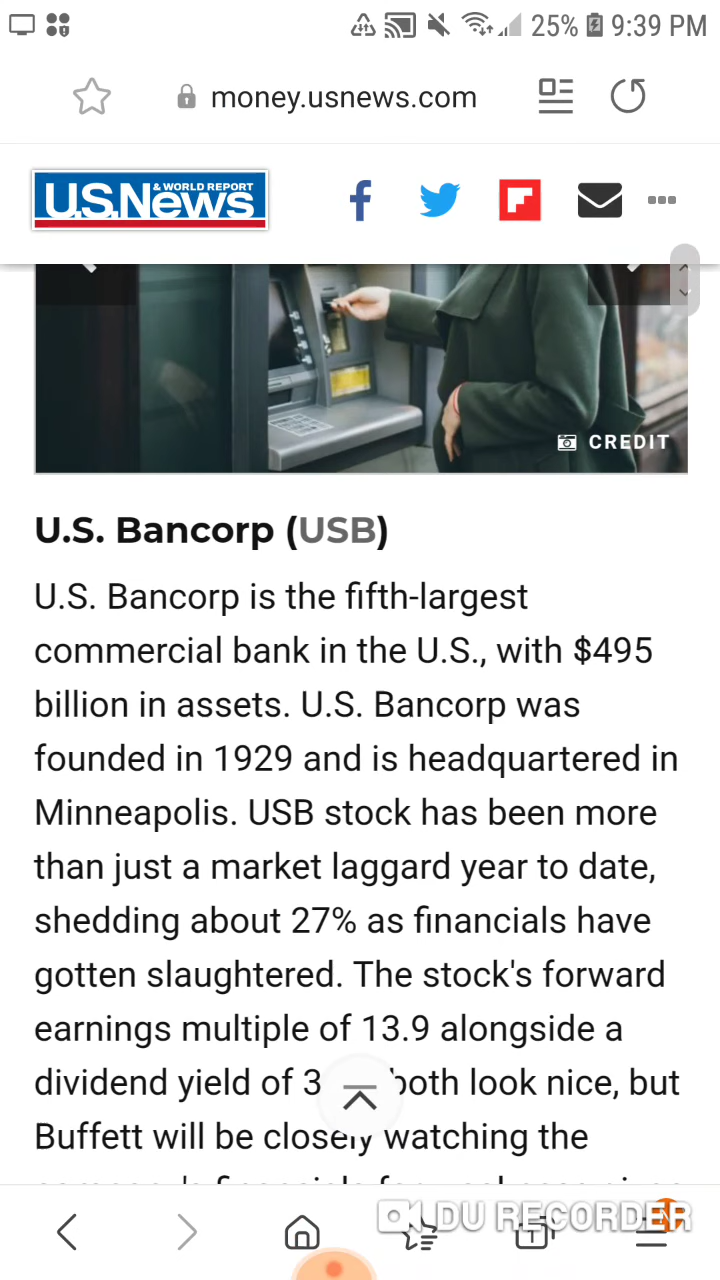 25% 9:39 PM
money.usnews.com
U.S.News & WORLD REPORT
CREDIT
U.S. Bancorp (USB)
U.S. Bancorp is the fifth-largest
commercial bank in the U.S., with $495
billion in assets. U.S. Bancorp was
founded in 1929 and is headquartered in
Minneapolis. USB stock has been more
than just a market laggard year to date,
shedding about 27% as financials have
gotten slaughtered. The stock's forward
earnings multiple of 13.9 alongside a
dividend yield of 3 both look nice, but
Buffett will be closely watching the
DU RECORDER